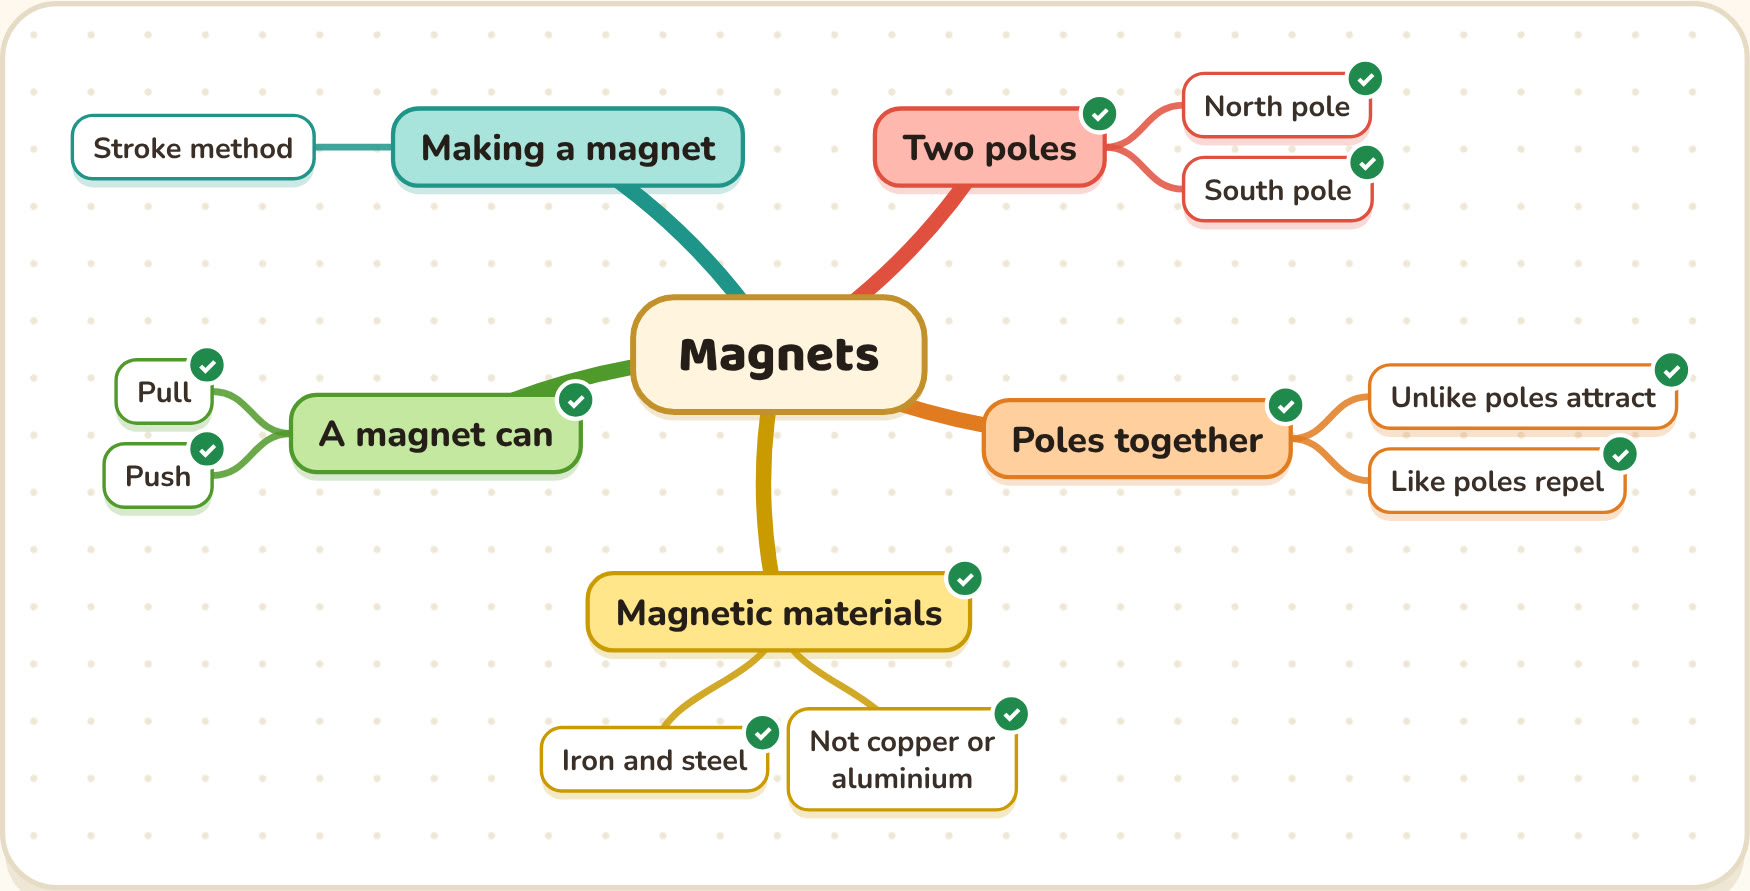 Stroke method
Making a magnet
Two poles
North pole
South pole
Magnets
Pull
Push
A magnet can
Poles together
Unlike poles attract
Like poles repel
Magnetic materials
Iron and steel
Not copper or
aluminium